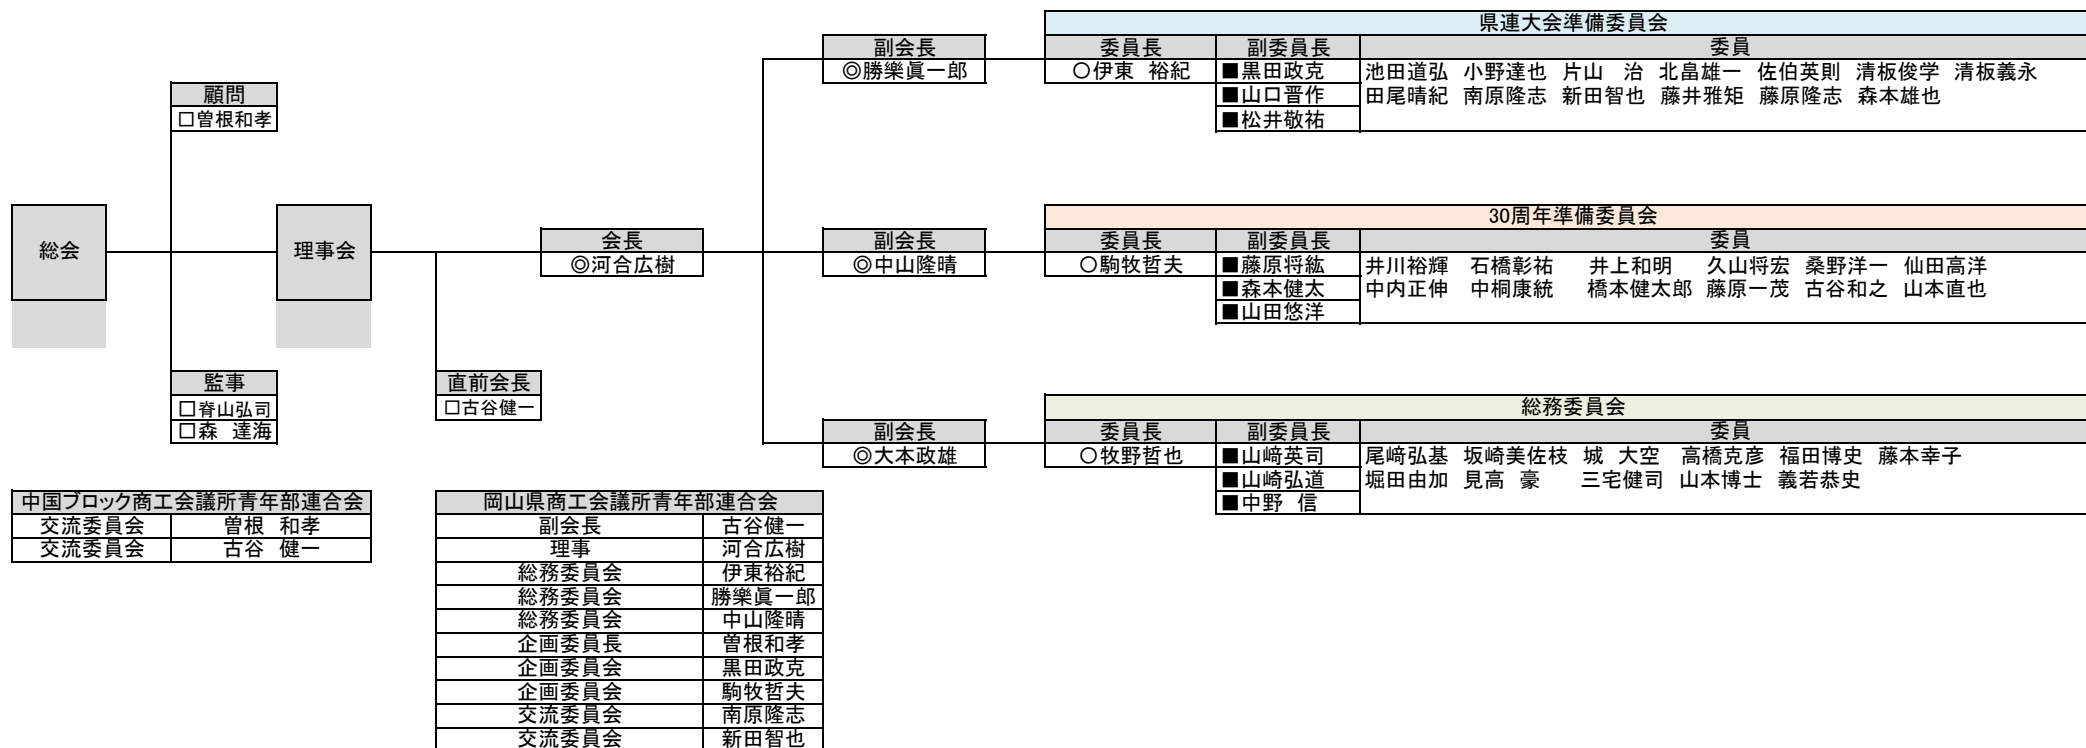 県連大会準備委員会
副会長 委員長 副委員長 委員
◎勝樂眞一郎 〇伊東 裕紀 ■黒田政克 池田道弘 小野達也 片山 治 北畠雄一 佐伯英則 清板俊学 清板義永
■山口晋作 田尾晴紀 南原隆志 新田智也 藤井雅矩 藤原隆志 森本雄也
■松井敬祐
顧問
□曽根和孝
総会
理事会
会長
◎河合広樹
30周年準備委員会
副会長 委員長 副委員長 委員
◎中山隆晴 〇駒牧哲夫 ■藤原将紘 井川裕輝 石橋彰祐 井上和明 久山将宏 桑野洋一 仙田高洋
■森本健太 中内正伸 中桐康統 橋本健太郎 藤原一茂 古谷和之 山本直也
■山田悠洋
監事
□脊山弘司
□森 達海
直前会長
□古谷健一
総務委員会
副会長 委員長 副委員長 委員
◎大本政雄 〇牧野哲也 ■山﨑英司 尾﨑弘基 坂崎美佐枝 城 大空 高橋克彦 福田博史 藤本幸子
■山崎弘道 堀田由加 見高 豪 三宅健司 山本博士 義若恭史
■中野 信
中国ブロック商工会議所青年部連合会
交流委員会 曽根 和孝
交流委員会 古谷 健一
岡山県商工会議所青年部連合会
副会長 古谷健一
理事 河合広樹
総務委員会 伊東裕紀
総務委員会 勝樂眞一郎
総務委員会 中山隆晴
企画委員長 曽根和孝
企画委員会 黒田政克
企画委員会 駒牧哲夫
交流委員会 南原隆志
交流委員会 新田智也